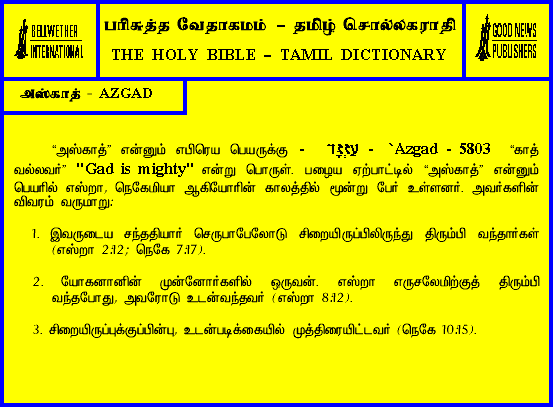 BELLWETHER
INTERNATIONAL
பரிசுத்த வேதாகமம் – தமிழ் சொல்லகராதி
THE HOLY BIBLE – TAMIL DICTIONARY
GOOD NEWS
PUBLISHERS
அஸ்காத் - AZGAD
“அஸ்காத்” என்னும் எபிரெய பெயருக்கு - עַזְגָּד - `Azgad - 5803 “காத்
வல்லவர்” "Gad is mighty" என்று பொருள். பழைய ஏற்பாட்டில் “அஸ்காத்” என்னும்
பெயரில் எஸ்றா, நெகேமியா ஆகியோரின் காலத்தில் மூன்று பேர் உள்ளனர். அவர்களின்
விவரம் வருமாறு:
1. இவருடைய சந்ததியார் செருபாபேலோடு சிறையிருப்பிலிருந்து திரும்பி வந்தார்கள்
(எஸ்றா 2:12; நெகே 7:17).
2. யோகனானின் முன்னோர்களில் ஒருவன். எஸ்றா எருசலேமிற்குத் திரும்பி
வந்தபோது, அவரோடு உடன்வந்தவர் (எஸ்றா 8:12).
3. சிறையிருப்புக்குப்பின்பு, உடன்படிக்கையில் முத்திரையிட்டவர் (நெகே 10:15).